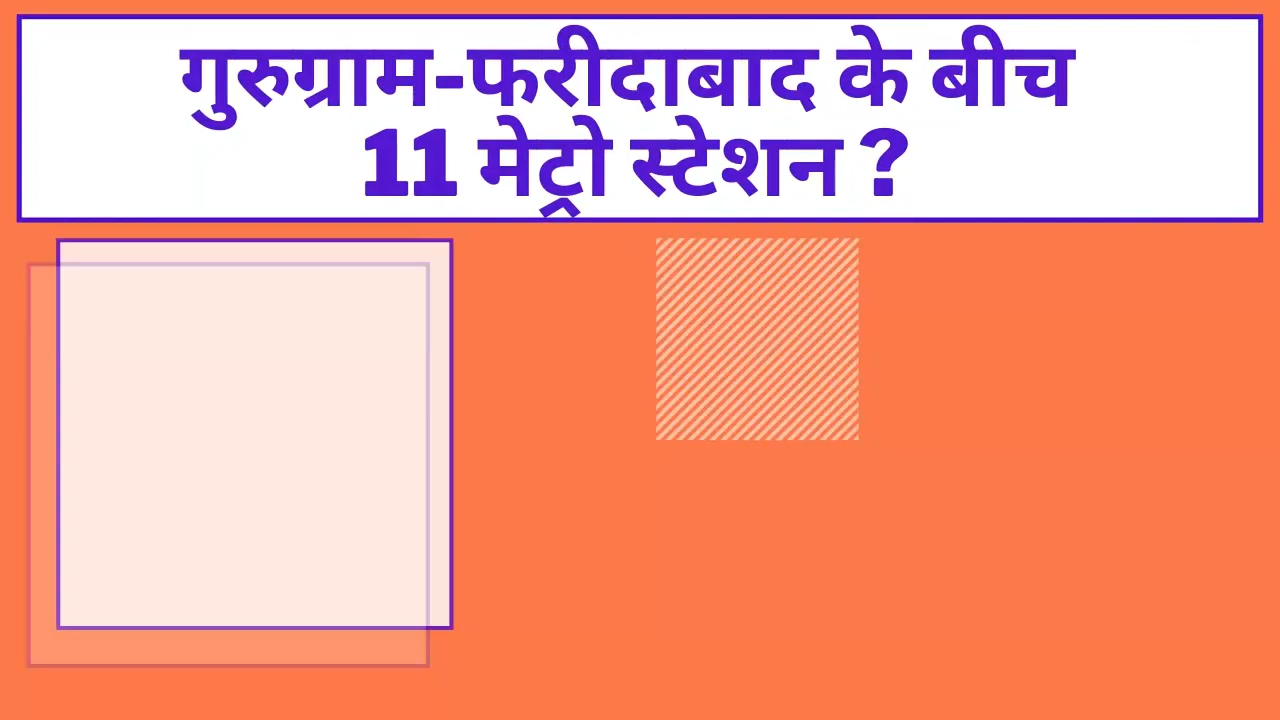 गुरुग्राम-फरीदाबाद के बीच
11 मेट्रो स्टेशन ?